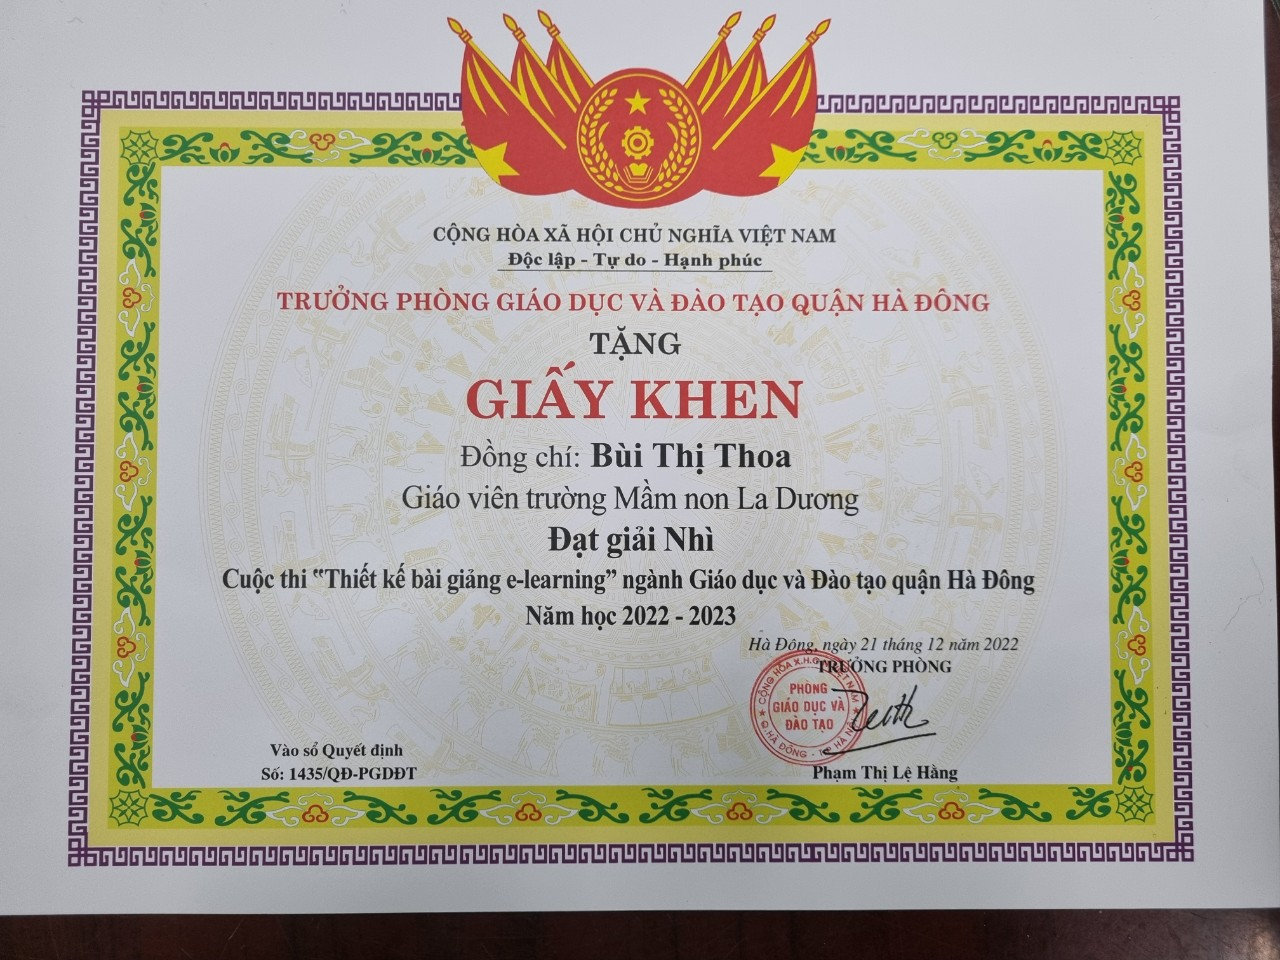 CỘNG HÒA XÃ HỘI CHỦ NGHĨA VIỆT NAM
Độc lập - Tự do - Hạnh phúc
TRƯỞNG PHÒNG GIÁO DỤC VÀ ĐÀO TẠO QUẬN HÀ ĐÔNG
TẶNG
GIẤY KHEN
Đồng chí: Bùi Thị Thoa
Giáo viên trường Mầm non La Dương
Đạt giải Nhì
Cuộc thi "Thiết kế bài giảng e-learning" ngành Giáo dục và Đào tạo quận Hà Đông
Năm học 2022 - 2023
Hà Đông, ngày 21 tháng 12 năm 2022
TRƯỞNG PHÒNG
PHÒNG
GIÁO DỤC VÀ
ĐÀO TẠO
Q.HÀ ĐÔNG - T.P HÀ NỘI
Vào sổ Quyết định
Số: 1435/QĐ-PGDĐT
Phạm Thị Lệ Hằng